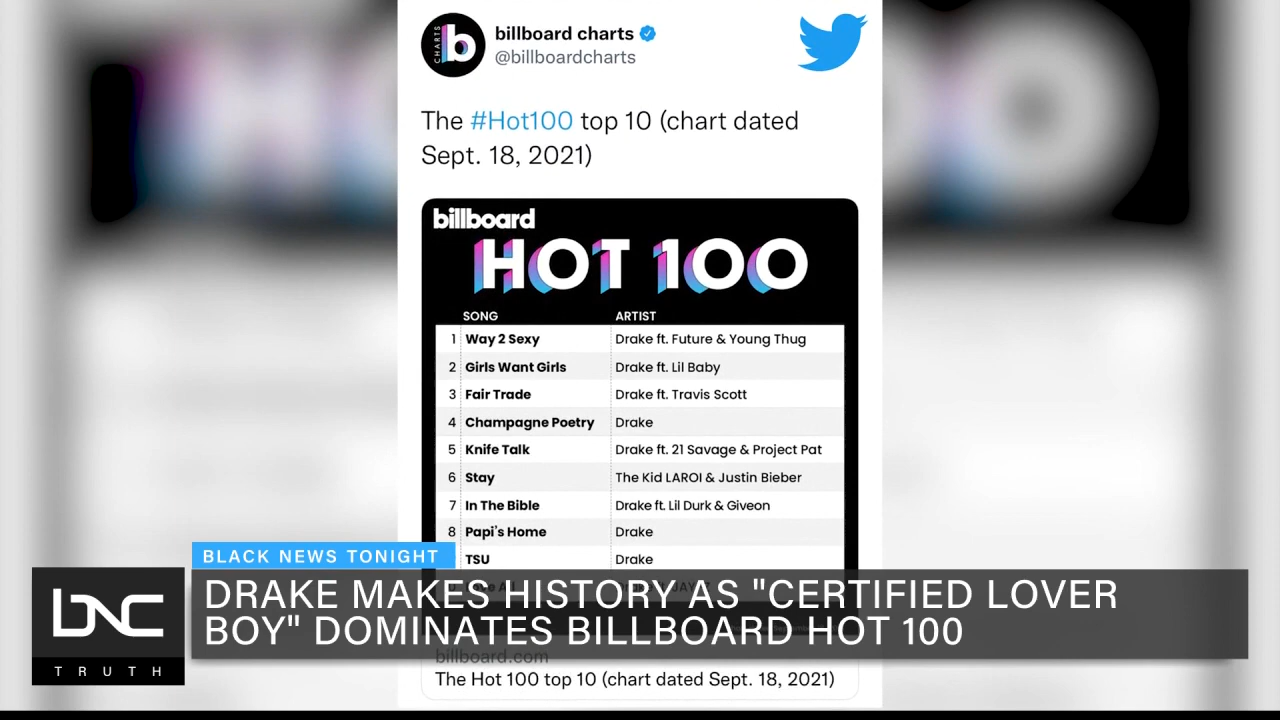 CHARTS b
billboard charts
@billboardcharts
The #Hot100 top 10 (chart dated
Sept. 18, 2021)
billboard
HOT 100
SONG ARTIST
1 Way 2 Sexy Drake ft. Future & Young Thug
2 Girls Want Girls Drake ft. Lil Baby
3 Fair Trade Drake ft. Travis Scott
4 Champagne Poetry Drake
5 Knife Talk Drake ft. 21 Savage & Project Pat
6 Stay The Kid LAROI & Justin Bieber
7 In The Bible Drake ft. Lil Durk & Giveon
8 Papi's Home Drake
TSU Drake
BLACK NEWS TONIGHT
DRAKE MAKES HISTORY AS "CERTIFIED LOVER
BOY" DOMINATES BILLBOARD HOT 100
BNC
TRUTH
billboard.com
The Hot 100 top 10 (chart dated Sept. 18, 2021)